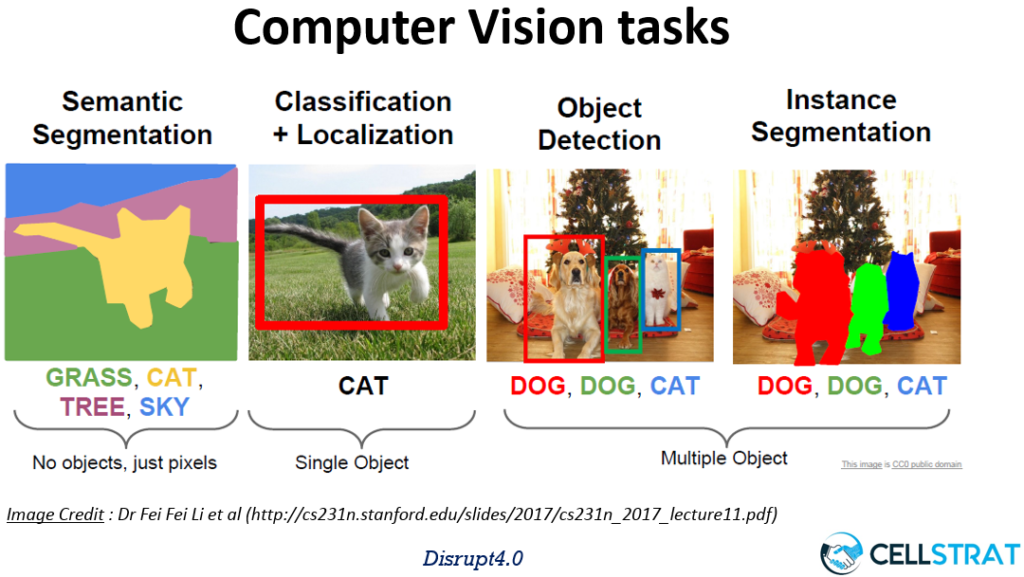 Computer Vision tasks
Semantic
Segmentation
Classification
+ Localization
Object
Detection
Instance
Segmentation
GRASS, CAT,
TREE, SKY
CAT
DOG, DOG, CAT
DOG, DOG, CAT
No objects, just pixels
Single Object
Multiple Object
This image is CC0 public domain
Image Credit : Dr Fei Fei Li et al (http://cs231n.stanford.edu/slides/2017/cs231n_2017_lecture11.pdf)
Disrupt4.0
CELLSTRAT